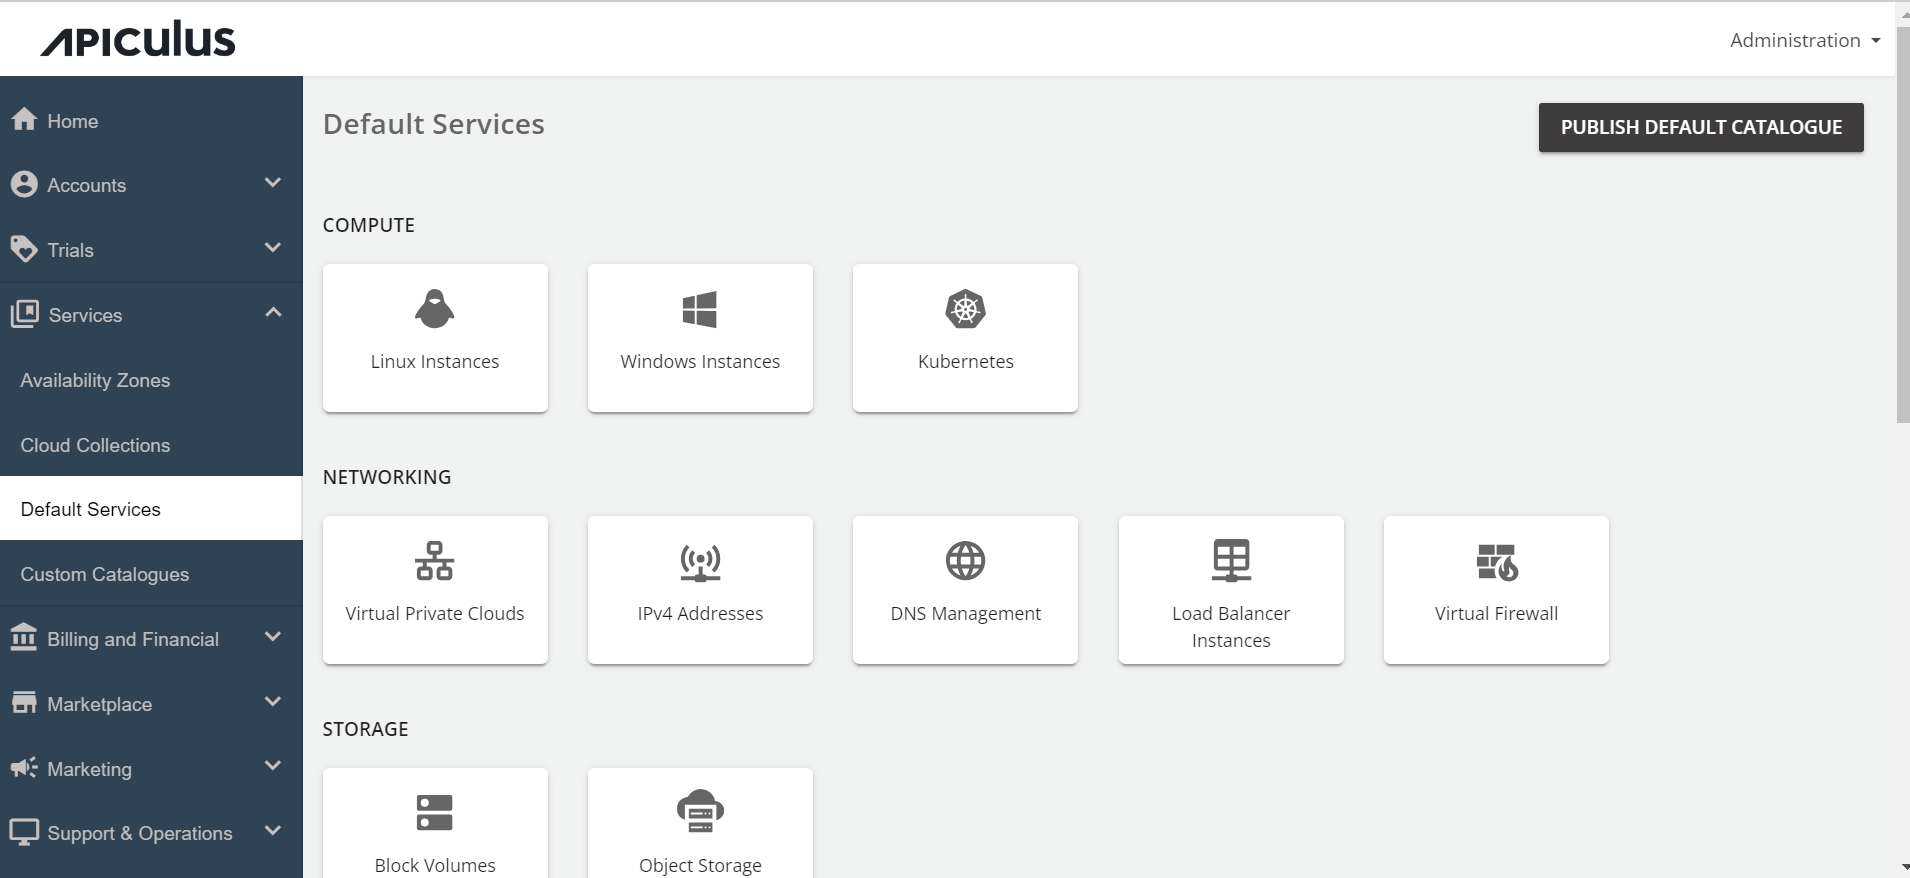 APICULUS
Administration
Home
Accounts
Trials
Services
Availability Zones
Cloud Collections
Default Services
Custom Catalogues
Billing and Financial
Marketplace
Marketing
Support & Operations
Default Services
PUBLISH DEFAULT CATALOGUE
COMPUTE
Linux Instances
Windows Instances
Kubernetes
NETWORKING
Virtual Private Clouds
IPv4 Addresses
DNS Management
Load Balancer
Instances
Virtual Firewall
STORAGE
Block Volumes
Object Storage